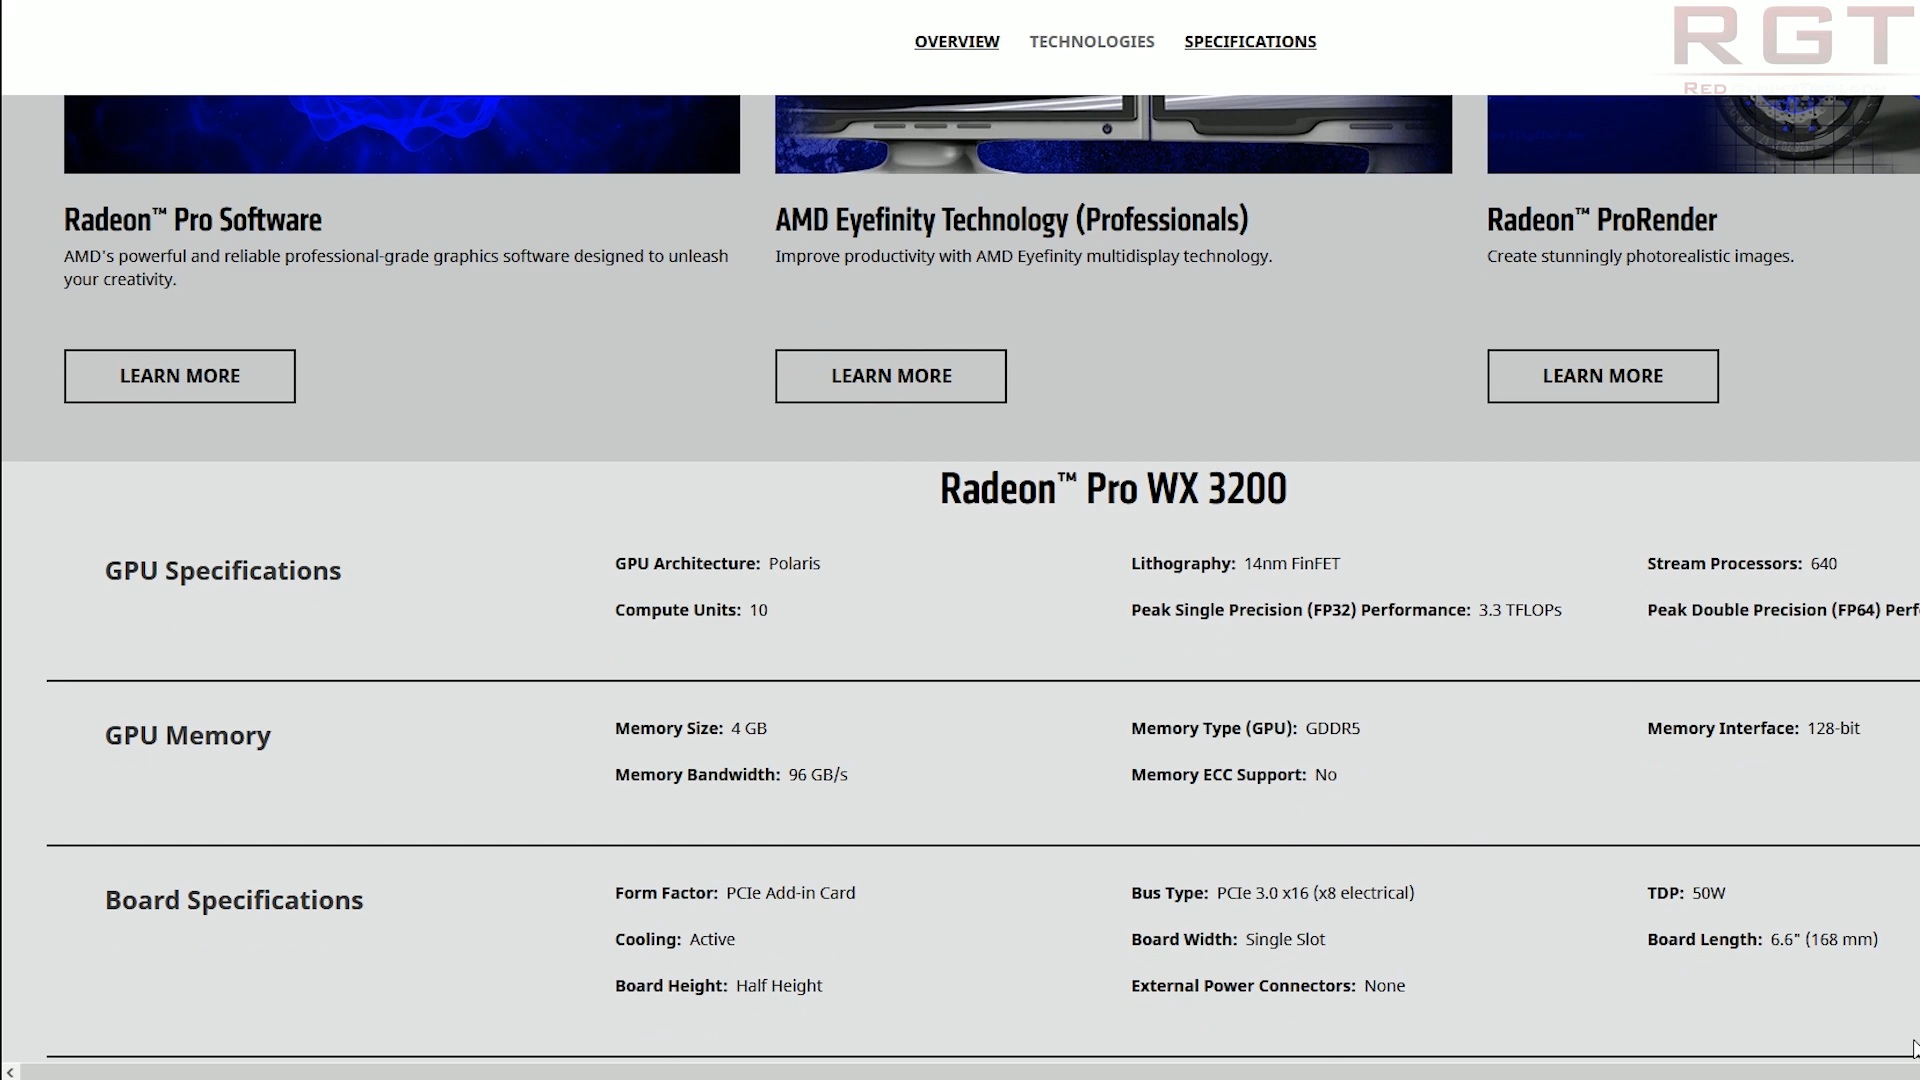 OVERVIEW TECHNOLOGIES SPECIFICATIONS
RGT
RED
Radeon™ Pro Software
AMD's powerful and reliable professional-grade graphics software designed to unleash
your creativity.
LEARN MORE
AMD Eyefinity Technology (Professionals)
Improve productivity with AMD Eyefinity multidisplay technology.
LEARN MORE
Radeon™ ProRender
Create stunningly photorealistic images.
LEARN MORE
Radeon™ Pro WX 3200
GPU Specifications
GPU Architecture: Polaris
Lithography: 14nm FinFET
Stream Processors: 640
Compute Units: 10
Peak Single Precision (FP32) Performance: 3.3 TFLOPs
Peak Double Precision (FP64) Perf
GPU Memory
Memory Size: 4 GB
Memory Type (GPU): GDDR5
Memory Interface: 128-bit
Memory Bandwidth: 96 GB/s
Memory ECC Support: No
Board Specifications
Form Factor: PCIe Add-in Card
Bus Type: PCIe 3.0 x16 (x8 electrical)
TDP: 50W
Cooling: Active
Board Width: Single Slot
Board Length: 6.6" (168 mm)
Board Height: Half Height
External Power Connectors: None